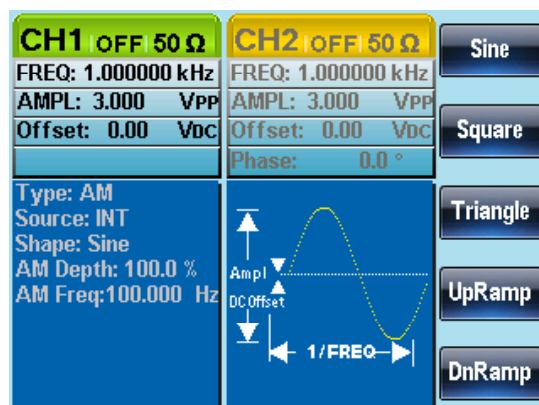 CH1 OFF 50 Ω
FREQ: 1.000000 kHz
AMPL: 3.000 VPP
Offset: 0.00 VDC
CH2 OFF 50 Ω
FREQ: 1.000000 kHz
AMPL: 3.000 VPP
Offset: 0.00 VDC
Phase: 0.0 °
Type: AM
Source: INT
Shape: Sine
AM Depth: 100.0 %
AM Freq:100.000 Hz
Ampl
DC Offset
1/FREQ
Sine
Square
Triangle
UpRamp
DnRamp